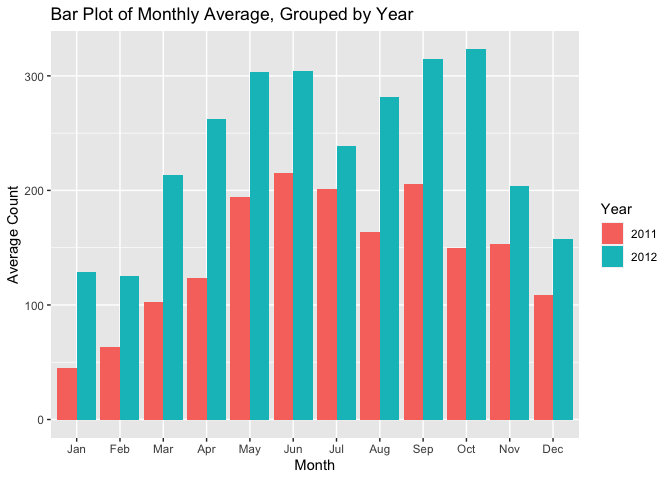 Bar Plot of Monthly Average, Grouped by Year
Average Count
300
200
100
0
Jan Feb Mar Apr May Jun Jul Aug Sep Oct Nov Dec
Month
Year
2011
2012